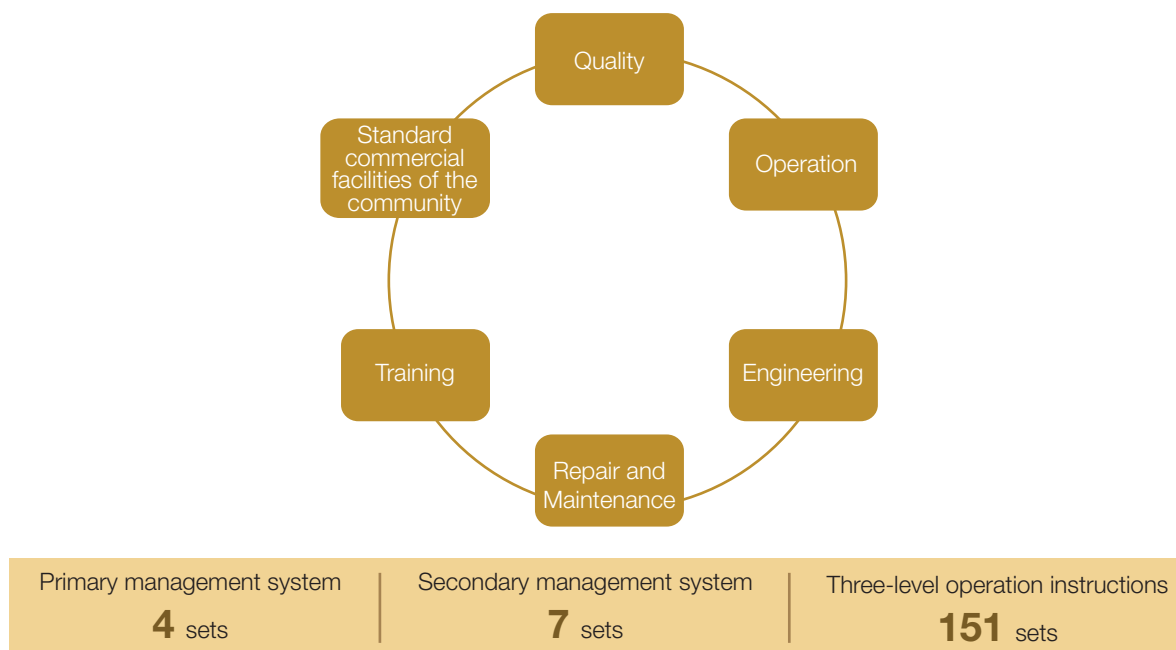 Quality
Standard
commercial
facilities of the
community
Operation
Training
Engineering
Repair and
Maintenance
Primary management system
4 sets
Secondary management system
7 sets
Three-level operation instructions
151 sets